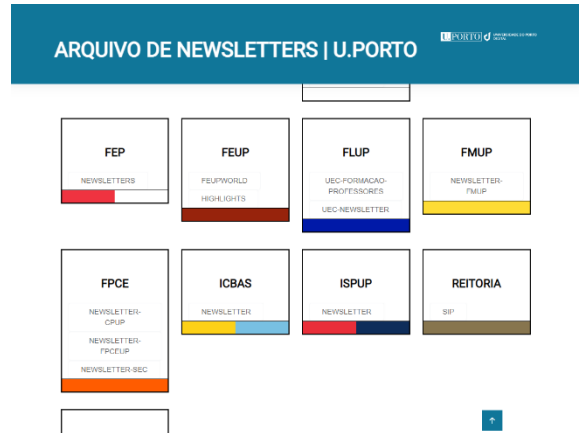 ARQUIVO DE NEWSLETTERS | U.PORTO
U.PORTO
FEP
NEWSLETTERS
FEUP
FEUPWORLD
HIGHLIGHTS
FLUP
UEC-FORMACAO-
PROFESSORES
UEC-NEWSLETTER
FMUP
NEWSLETTER-
FMUP
FPCE
NEWSLETTER-
CPUP
NEWSLETTER-
FPCEUP
NEWSLETTER-SEC
ICBAS
NEWSLETTER
ISPUP
NEWSLETTER
REITORIA
SIP